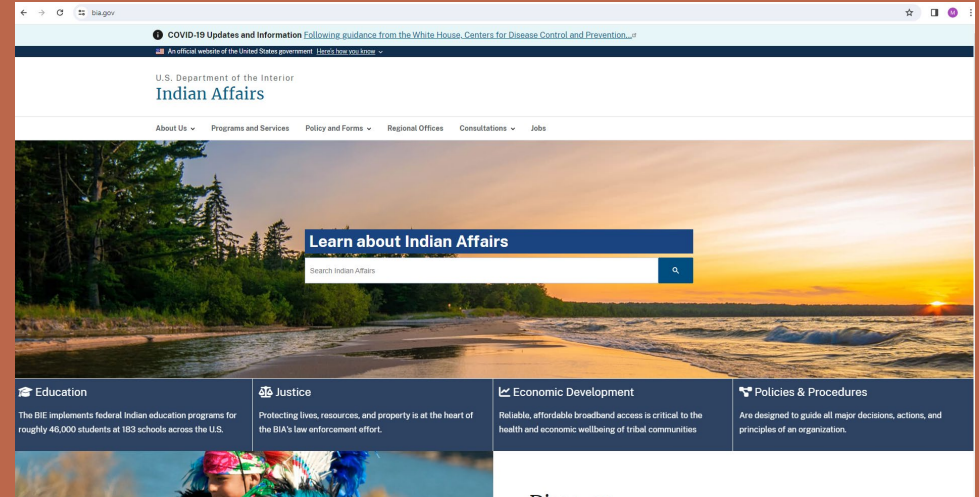 bia.gov
M
COVID-19 Updates and Information Following guidance from the White House, Centers for Disease Control and Prevention...
An official website of the United States government Here's how you know
U.S. Department of the Interior
Indian Affairs
About Us Programs and Services Policy and Forms Regional Offices Consultations Jobs
Learn about Indian Affairs
Search Indian Affairs
Education
The BIE implements federal Indian education programs for
roughly 46,000 students at 183 schools across the U.S.
Justice
Protecting lives, resources, and property is at the heart of
the BIA's law enforcement effort.
Economic Development
Reliable, affordable broadband access is critical to the
health and economic wellbeing of tribal communities
Policies & Procedures
Are designed to guide all major decisions, actions, and
principles of an organization.